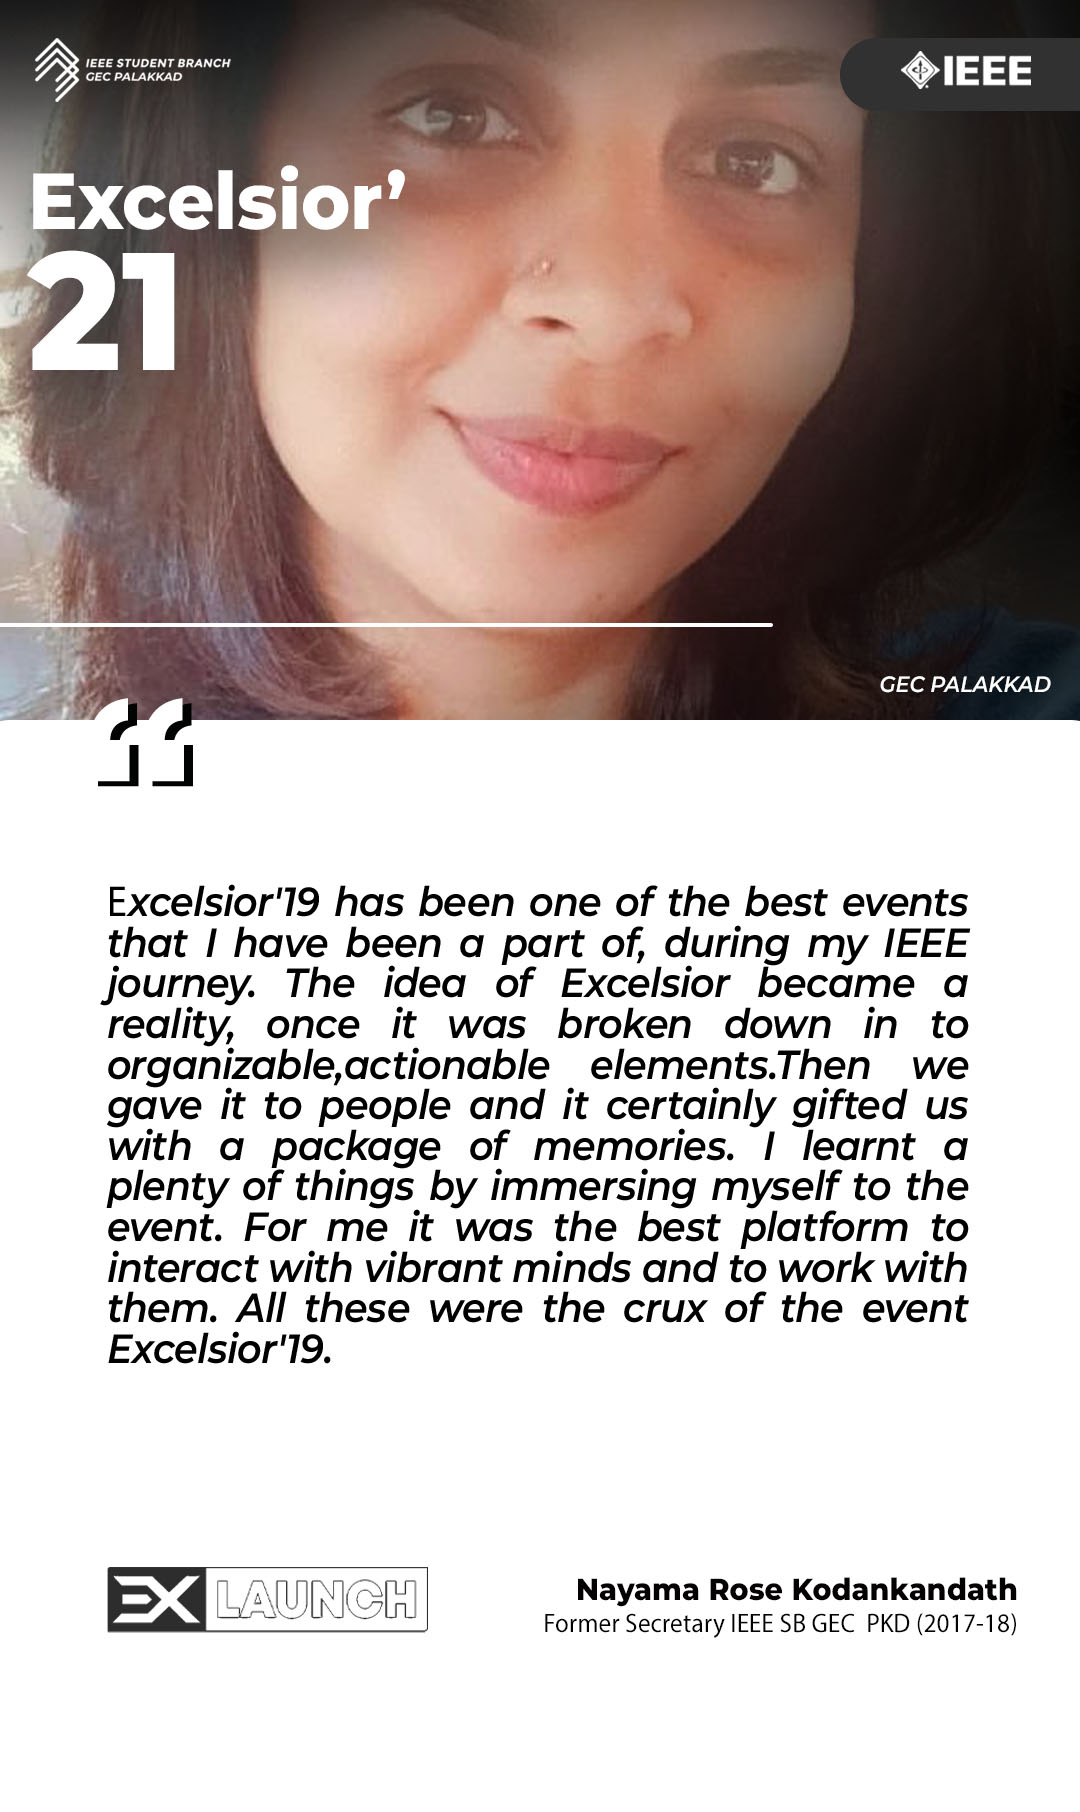 IEEE STUDENT BRANCH
GEC PALAKKAD
IEEE
Excelsior’
21
GEC PALAKKAD
Excelsior'19 has been one of the best events
that I have been a part of, during my IEEE
journey. The idea of Excelsior became a
reality, once it was broken down in to
organizable,actionable elements.Then we
gave it to people and it certainly gifted us
with a package of memories. I learnt a
plenty of things by immersing myself to the
event. For me it was the best platform to
interact with vibrant minds and to work with
them. All these were the crux of the event
Excelsior'19.
EX LAUNCH
Nayama Rose Kodankandath
Former Secretary IEEE SB GEC  PKD (2017-18)